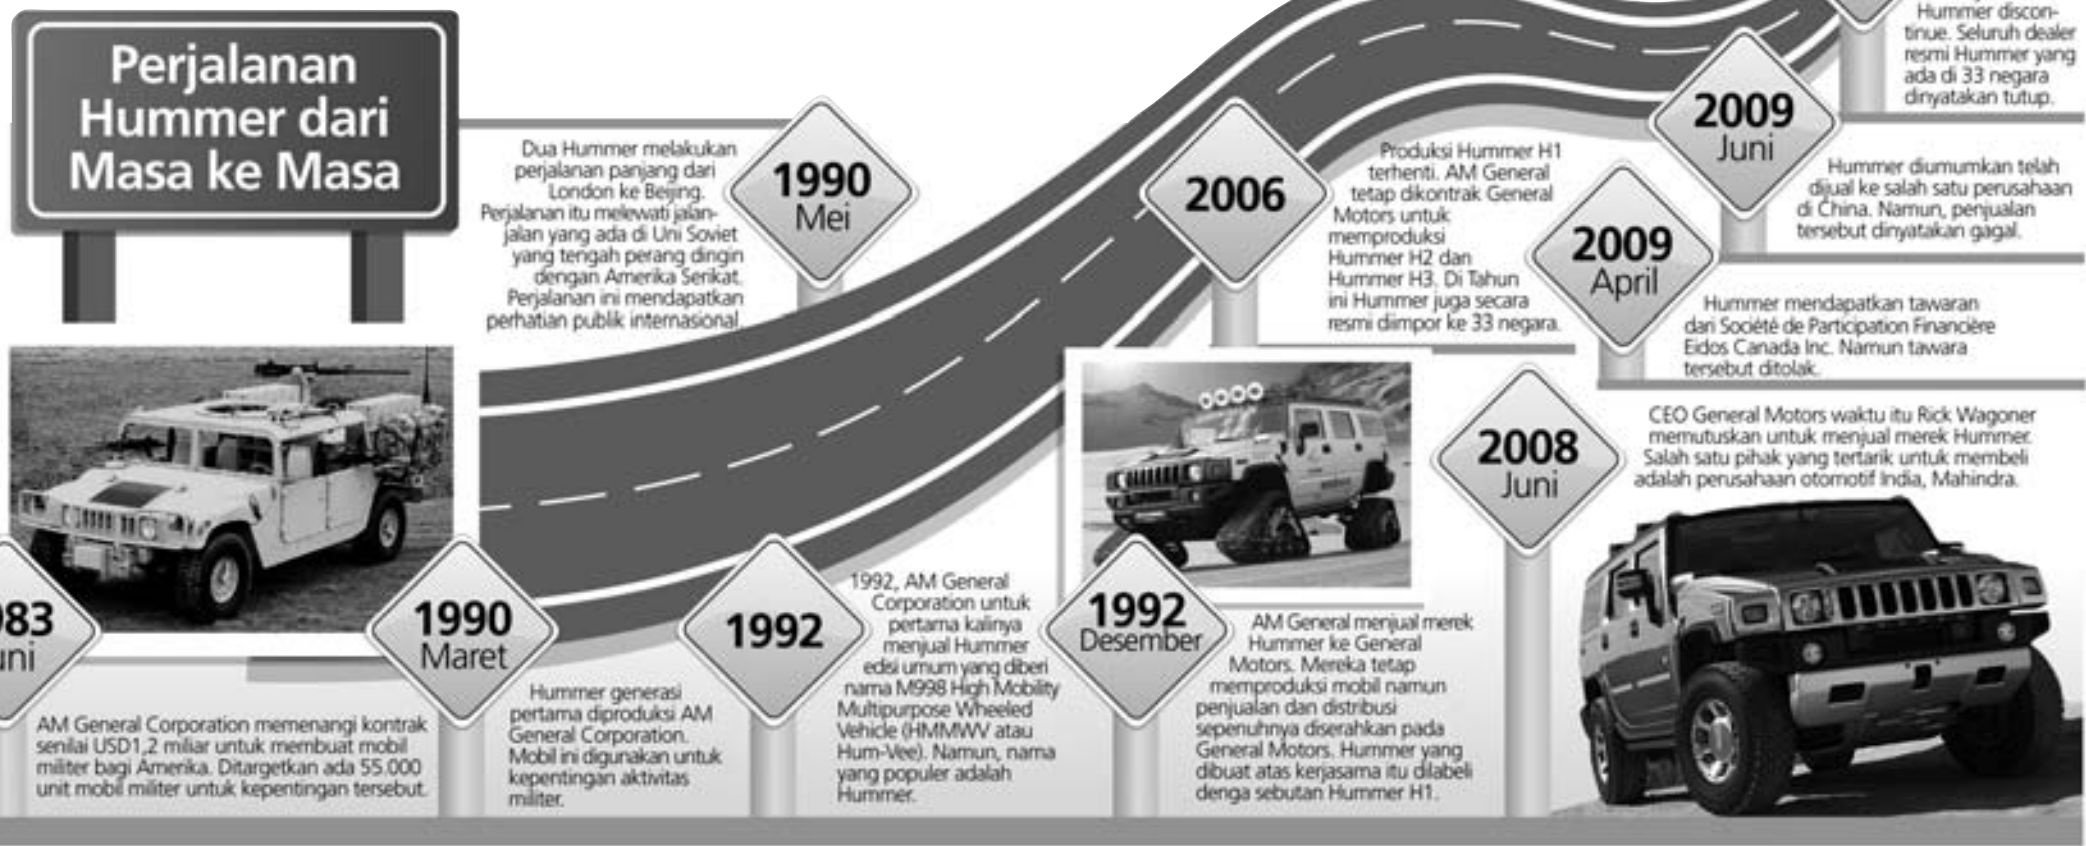 Perjalanan
Hummer dari
Masa ke Masa
83
uni
AM General Corporation memenangi kontrak
senilai USD1,2 miliar untuk membuat mobil
militer bagi Amerika. Ditargetkan ada 55.000
unit mobil militer untuk kepentingan tersebut.
1990
Maret
Hummer generasi
pertama diproduksi AM
General Corporation.
Mobil ini digunakan untuk
kepentingan aktivitas
militer.
1990
Mei
Dua Hummer melakukan
perjalanan panjang dari
London ke Beijing.
Perjalanan itu melewati jalan-
jalan yang ada di Uni Soviet
yang tengah perang dingin
dengan Amerika Serikat.
Perjalanan ini mendapatkan
perhatian publik internasional.
1992
1992, AM General
Corporation untuk
pertama kalinya
menjual Hummer
edisi umum yang diberi
nama M998 High Mobility
Multipurpose Wheeled
Vehicle (HMMWV atau
Hum-Vee). Namun, nama
yang populer adalah
Hummer.
1992
Desember
AM General menjual merek
Hummer ke General
Motors. Mereka tetap
memproduksi mobil namun
penjualan dan distribusi
sepenuhnya diserahkan pada
General Motors. Hummer yang
dibuat atas kerjasama itu dilabeli
denga sebutan Hummer H1.
2006
Produksi Hummer H1
terhenti. AM General
tetap dikontrak General
Motors untuk
memproduksi
Hummer H2 dan
Hummer H3. Di Tahun
ini Hummer juga secara
resmi diimpor ke 33 negara.
2008
Juni
CEO General Motors waktu itu Rick Wagoner
memutuskan untuk menjual merek Hummer.
Salah satu pihak yang tertarik untuk membeli
adalah perusahaan otomotif India, Mahindra.
2009
April
Hummer mendapatkan tawaran
dari Société de Participation Financière
Eidos Canada Inc. Namun tawara
tersebut ditolak.
2009
Juni
Hummer diumumkan telah
dijual ke salah satu perusahaan
di China. Namun, penjualan
tersebut dinyatakan gagal.
Hummer discon-
tinue. Seluruh dealer
resmi Hummer yang
ada di 33 negara
dinyatakan tutup.